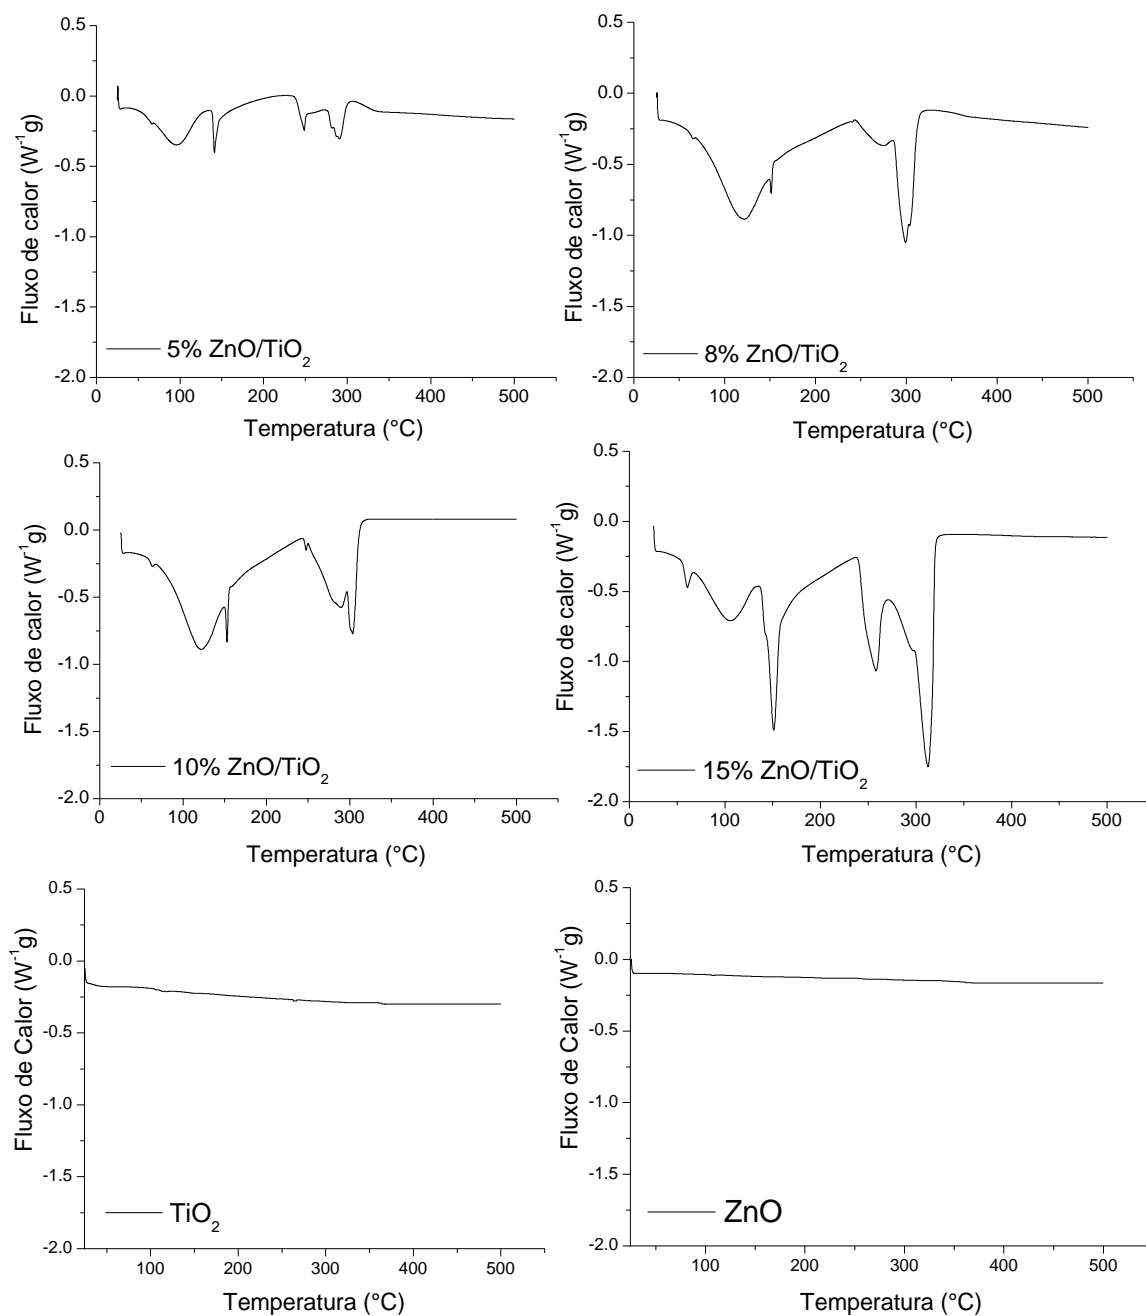 0.5
0.0
-0.5
-1.0
-1.5
-2.0
Fluxo de calor (W⁻¹g)
5% ZnO/TiO₂
0 100 200 300 400 500
Temperatura (°C)
0.5
0.0
-0.5
-1.0
-1.5
-2.0
Fluxo de calor (W⁻¹g)
8% ZnO/TiO₂
0 100 200 300 400 500
Temperatura (°C)
0.5
0.0
-0.5
-1.0
-1.5
-2.0
Fluxo de calor (W⁻¹g)
10% ZnO/TiO₂
0 100 200 300 400 500
Temperatura (°C)
0.5
0.0
-0.5
-1.0
-1.5
-2.0
Fluxo de calor (W⁻¹g)
15% ZnO/TiO₂
0 100 200 300 400 500
Temperatura (°C)
0.5
0.0
-0.5
-1.0
-1.5
-2.0
Fluxo de Calor (W⁻¹g)
TiO₂
100 200 300 400 500
Temperatura (°C)
0.5
0.0
-0.5
-1.0
-1.5
-2.0
Fluxo de Calor (W⁻¹g)
ZnO
100 200 300 400 500
Temperatura (°C)